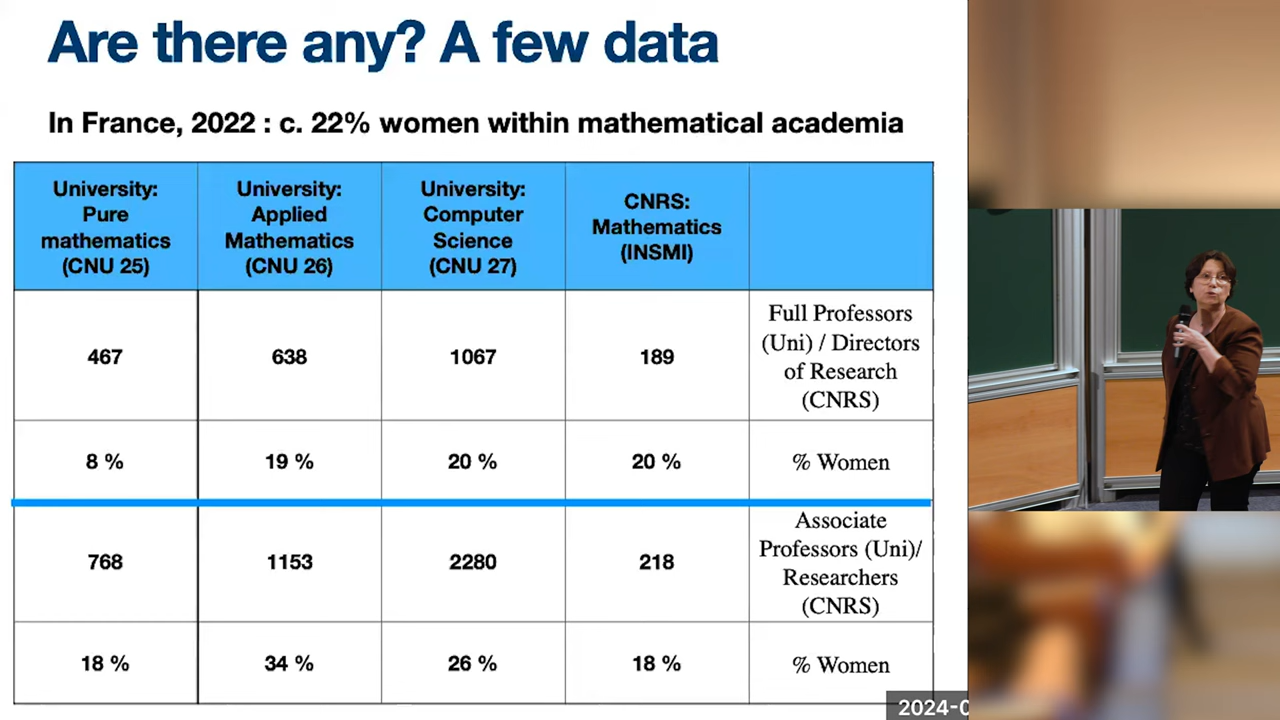 Are there any? A few data
In France, 2022 : c. 22% women within mathematical academia
University:
Pure
mathematics
(CNU 25)
University:
Applied
Mathematics
(CNU 26)
University:
Computer
Science
(CNU 27)
CNRS:
Mathematics
(INSMI)
467
638
1067
189
Full Professors
(Uni) / Directors
of Research
(CNRS)
8 %
19 %
20 %
20 %
% Women
768
1153
2280
218
Associate
Professors (Uni)/
Researchers
(CNRS)
18 %
34 %
26 %
18 %
% Women